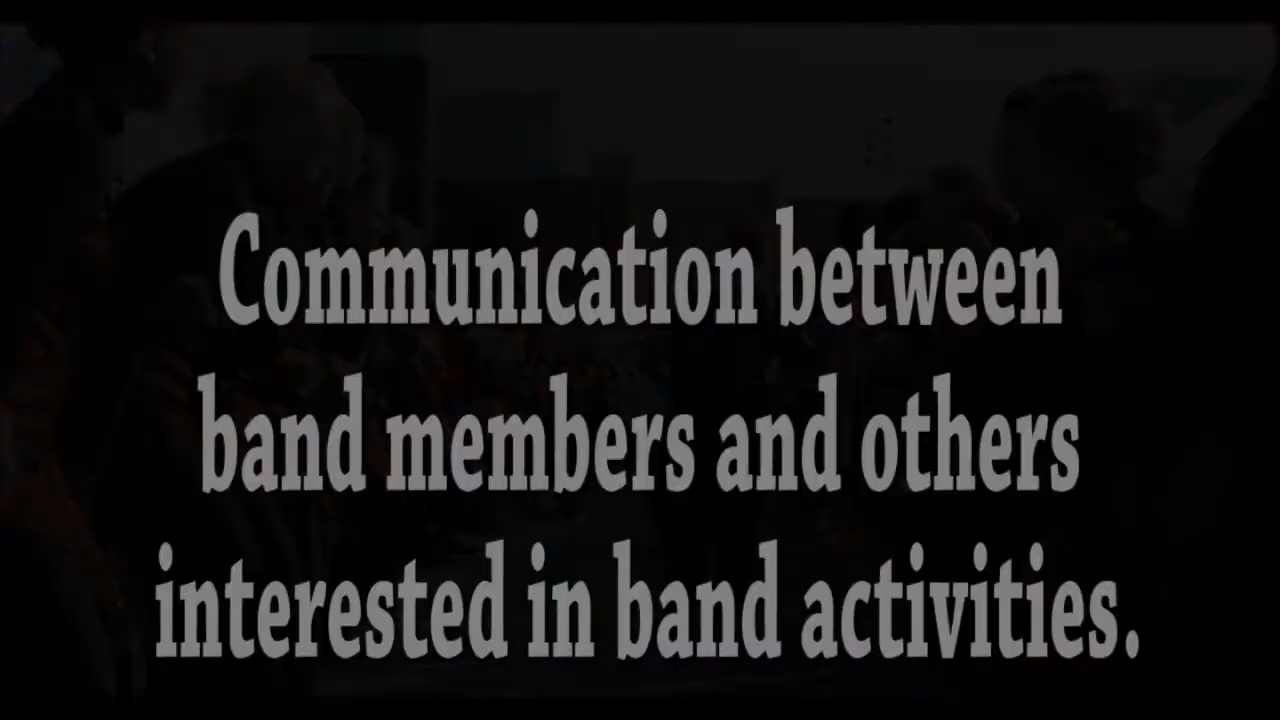 Communication between
band members and others
interested in band activities.